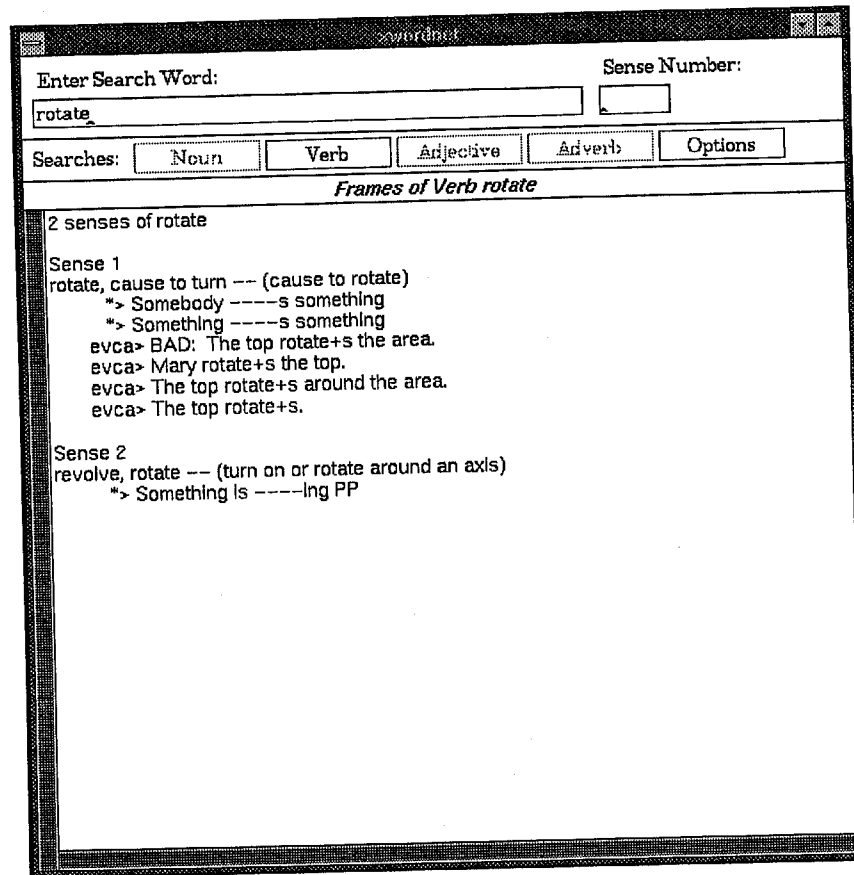 xwordnet
Enter Search Word:
Sense Number:
rotate
Searches: Noun Verb Adjective Adverb Options
Frames of Verb rotate
2 senses of rotate
Sense 1
rotate, cause to turn -- (cause to rotate)
*> Somebody ----s something
*> Something ----s something
evca> BAD: The top rotate+s the area.
evca> Mary rotate+s the top.
evca> The top rotate+s around the area.
evca> The top rotate+s.
Sense 2
revolve, rotate -- (turn on or rotate around an axis)
*> Something is ----ing PP